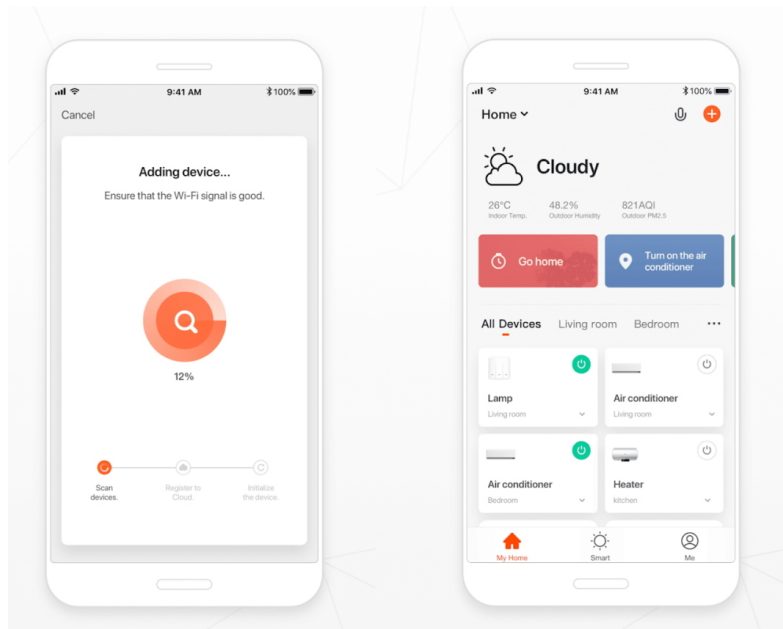 9:41 AM
100%
Cancel
Adding device...
Ensure that the Wi-Fi signal is good.
12%
Scan
devices.
Register to
Cloud.
Initialize
the device.
9:41 AM
100%
Home
Cloudy
26°C
Indoor Temp.
48.2%
Outdoor Humidity
821AQI
Outdoor PM2.5
Go home
Turn on the air
conditioner
All Devices
Living room
Bedroom
Lamp
Living room
Air conditioner
Living room
Air conditioner
Bedroom
Heater
kitchen
My Home
Smart
Me